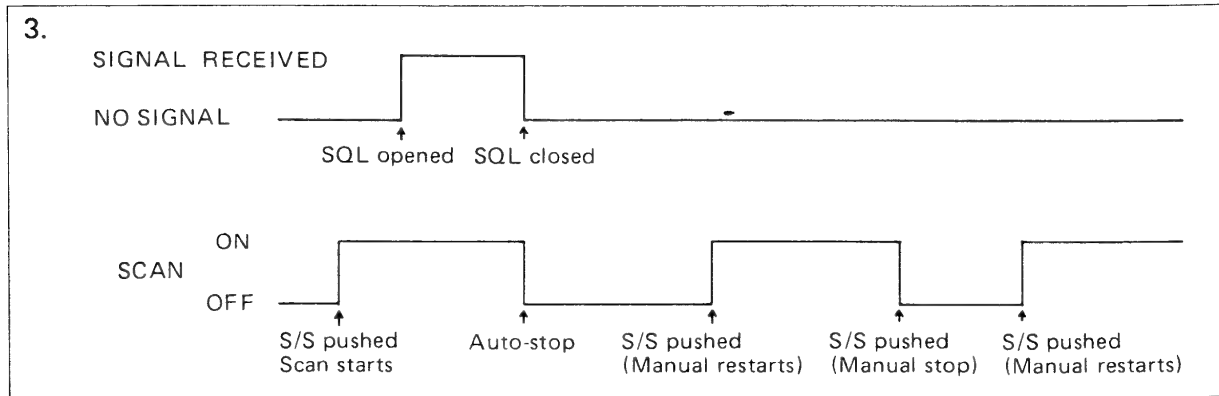 3.
SIGNAL RECEIVED
NO SIGNAL
SQL opened SQL closed
ON
SCAN
OFF
S/S pushed Auto-stop S/S pushed S/S pushed S/S pushed
Scan starts (Manual restarts) (Manual stop) (Manual restarts)